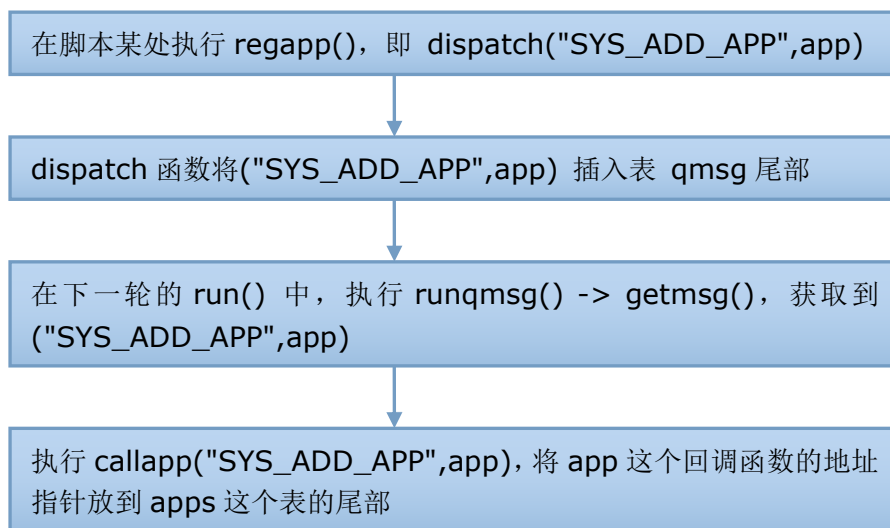 在脚本某处执行 regapp()，即 dispatch("SYS_ADD_APP",app)
dispatch 函数将("SYS_ADD_APP",app) 插入表 qmsg 尾部
在下一轮的 run() 中，执行 runqmsg() -> getmsg()，获取到
("SYS_ADD_APP",app)
执行 callapp("SYS_ADD_APP",app)，将 app 这个回调函数的地址
指针放到 apps 这个表的尾部